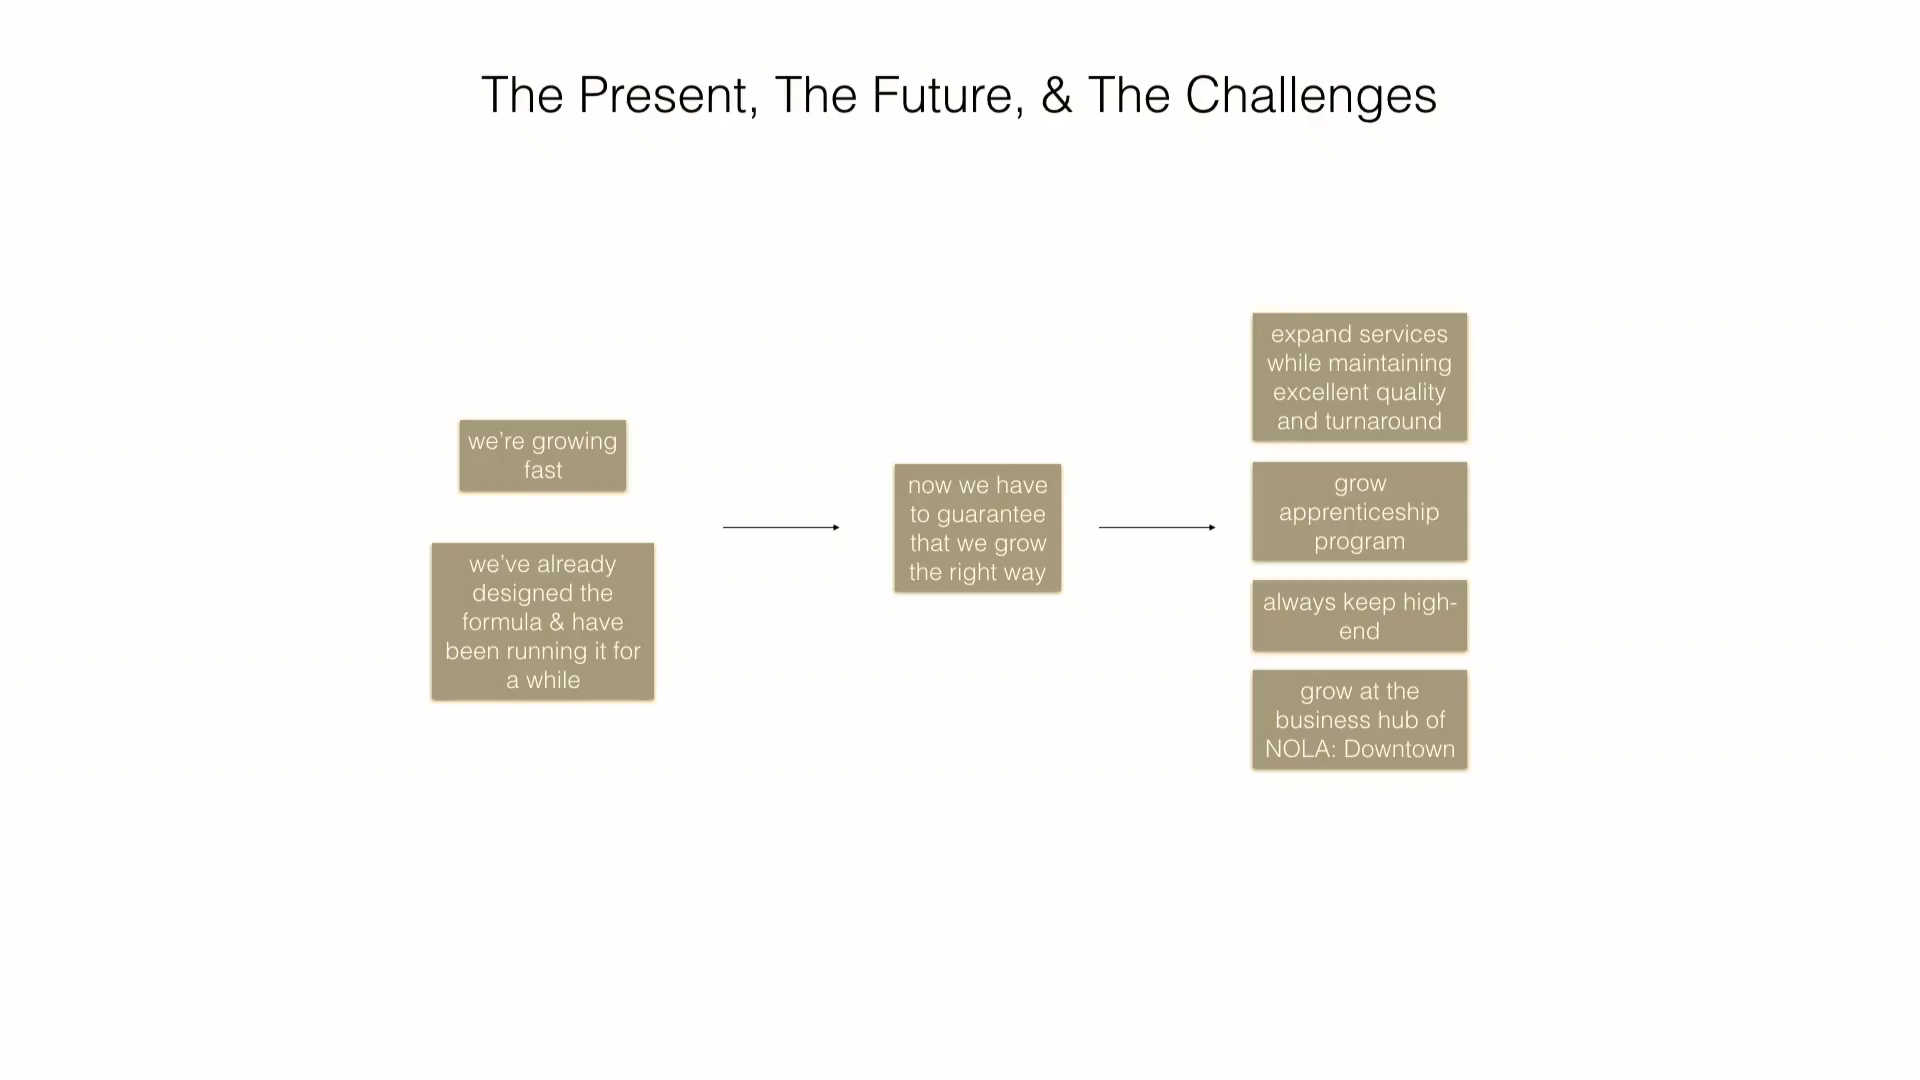 The Present, The Future, & The Challenges
we’re growing
fast
we’ve already
designed the
formula & have
been running it for
a while
now we have
to guarantee
that we grow
the right way
expand services
while maintaining
excellent quality
and turnaround
grow
apprenticeship
program
always keep high-
end
grow at the
business hub of
NOLA: Downtown